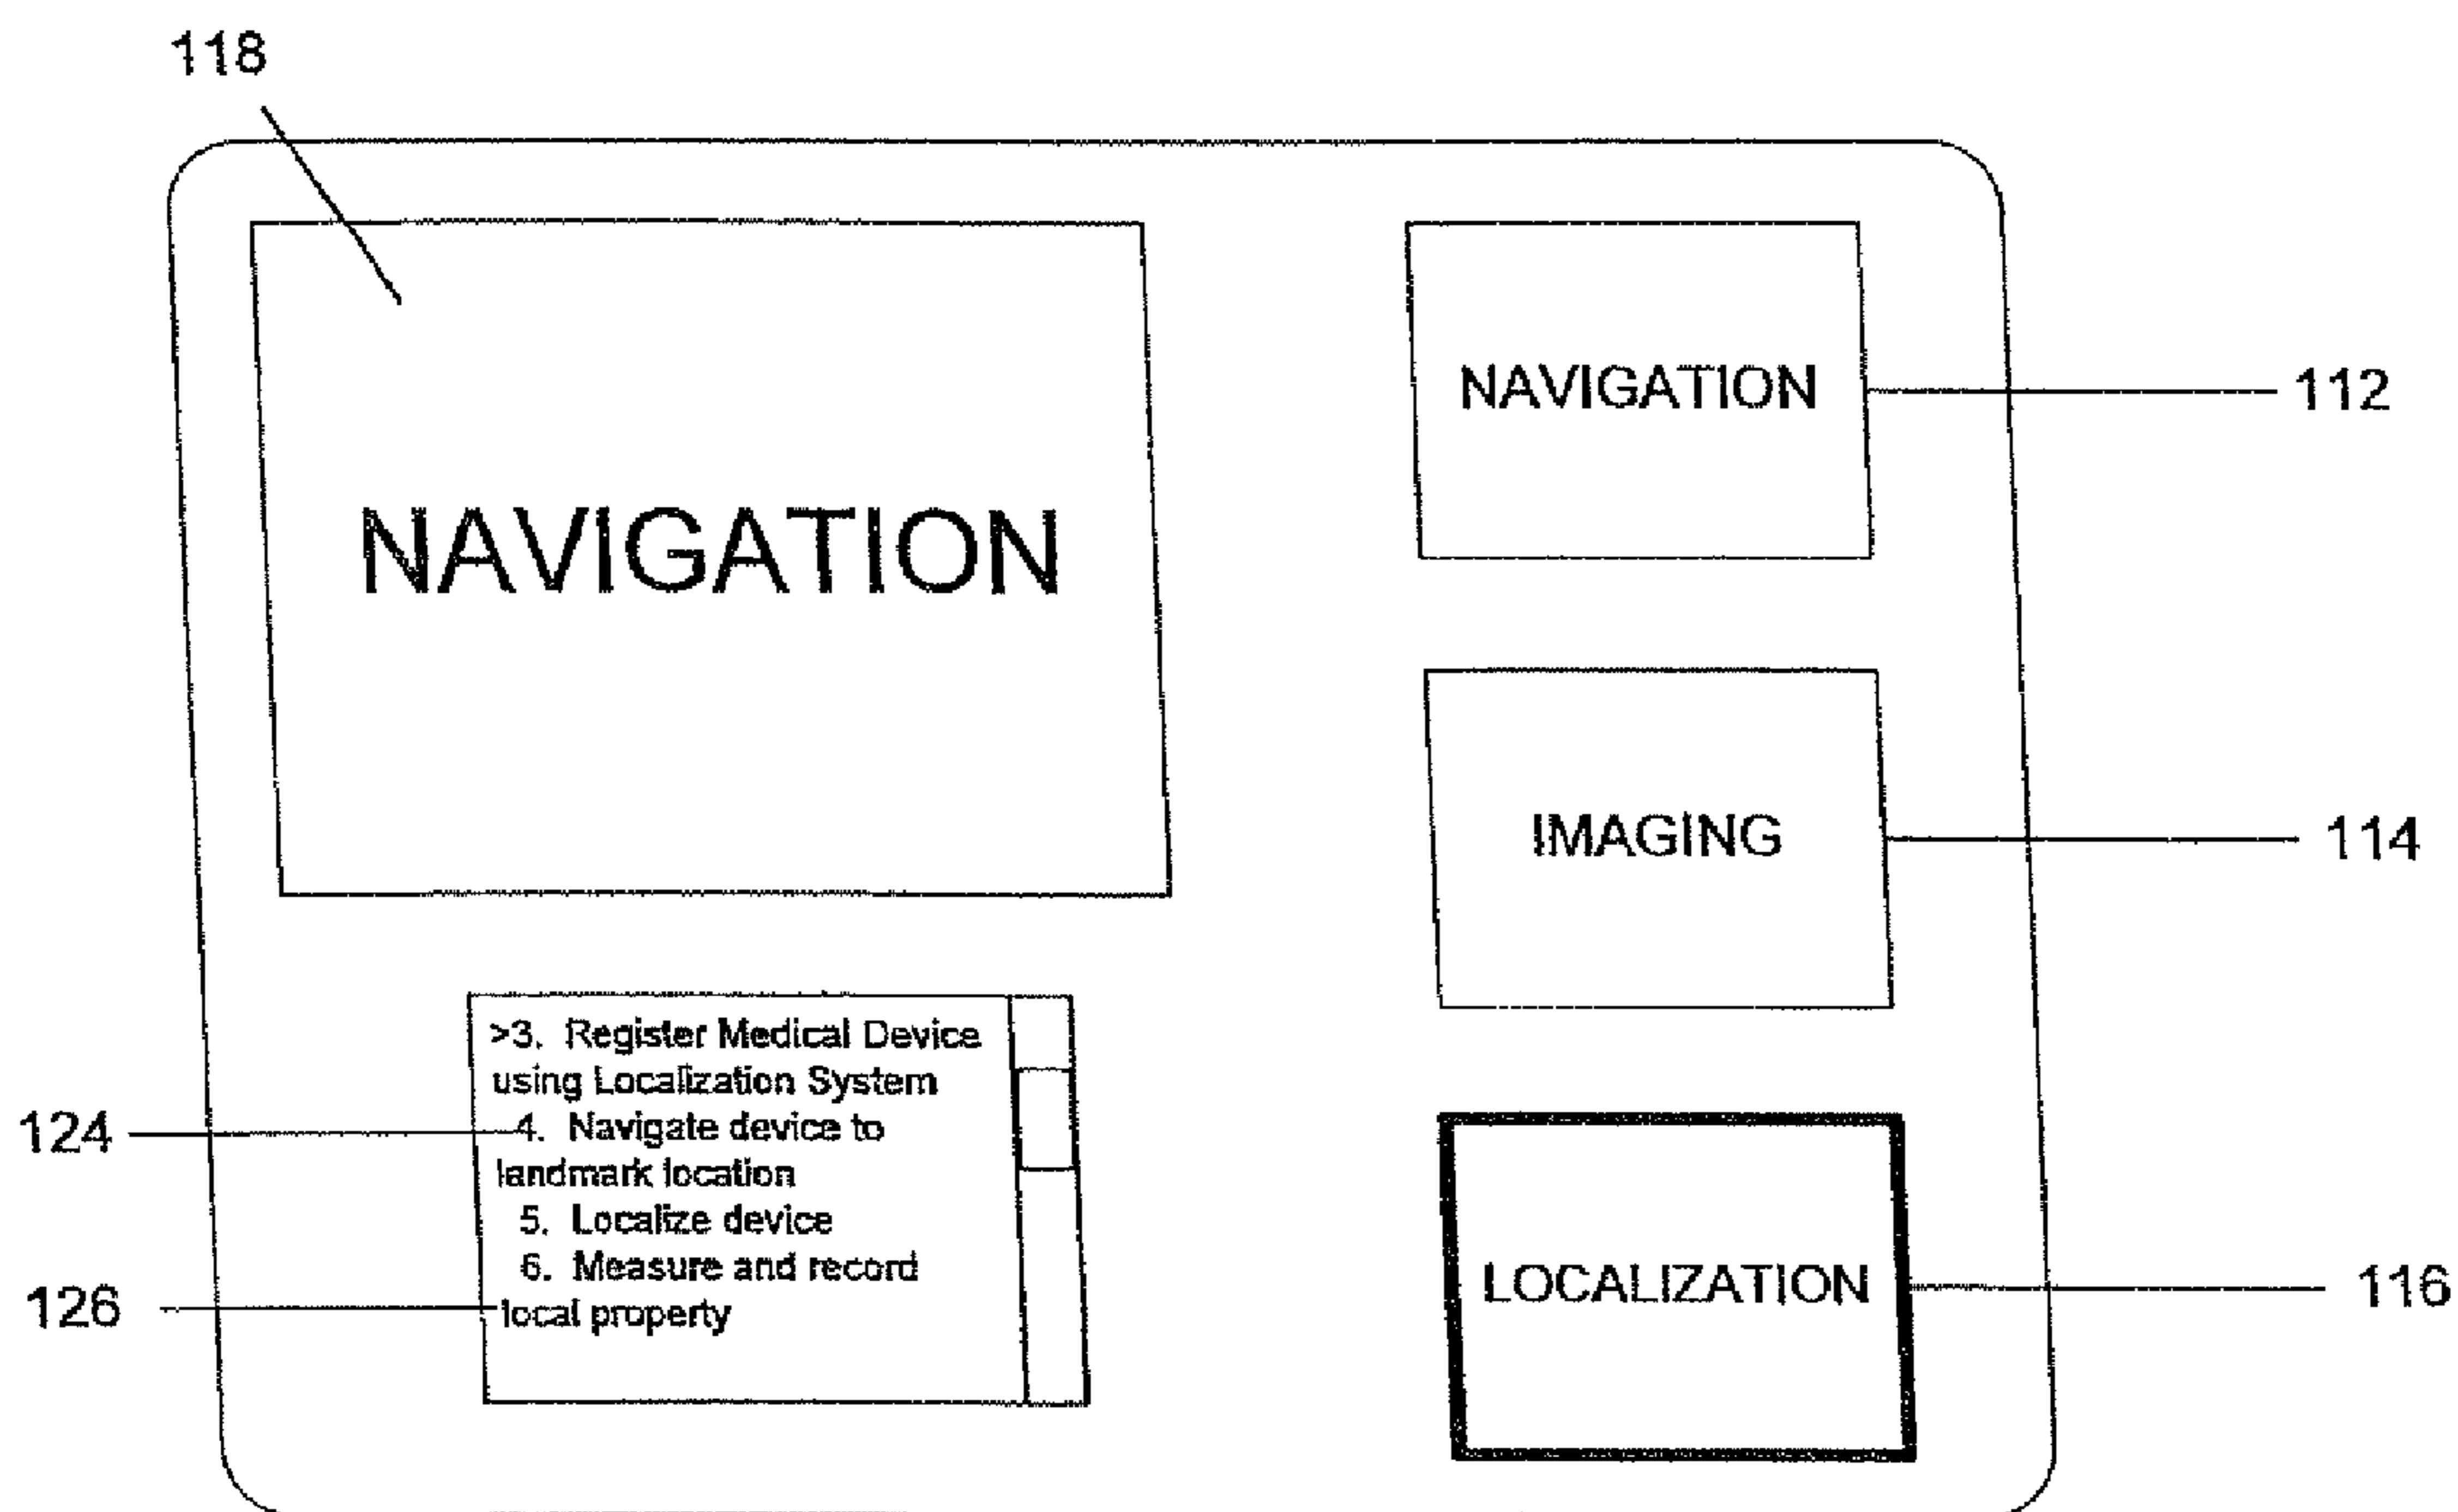 118
NAVIGATION
112
NAVIGATION
IMAGING
114
>3. Register Medical Device
using Localization System
4. Navigate device to
landmark location
5. Localize device
6. Measure and record
local property
124
126
LOCALIZATION
116